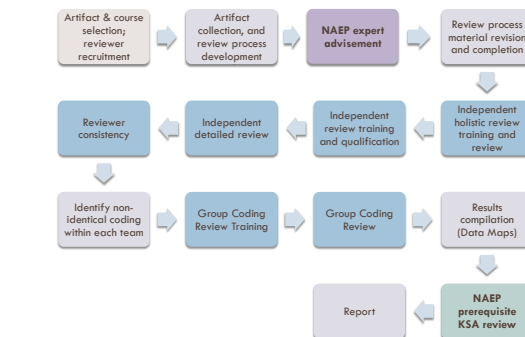 Artifact & course
selection;
reviewer
recruitment
Artifact
collection, and
review process
development
NAEP expert
advisement
Review process
material revision
and completion
Independent
holistic review
training and
review
Independent
review training
and qualification
Independent
detailed review
Reviewer
consistency
Identify non-
identical coding
within each team
Group Coding
Review Training
Group Coding
Review
Results
compilation
(Data Maps)
NAEP
prerequisite
KSA review
Report